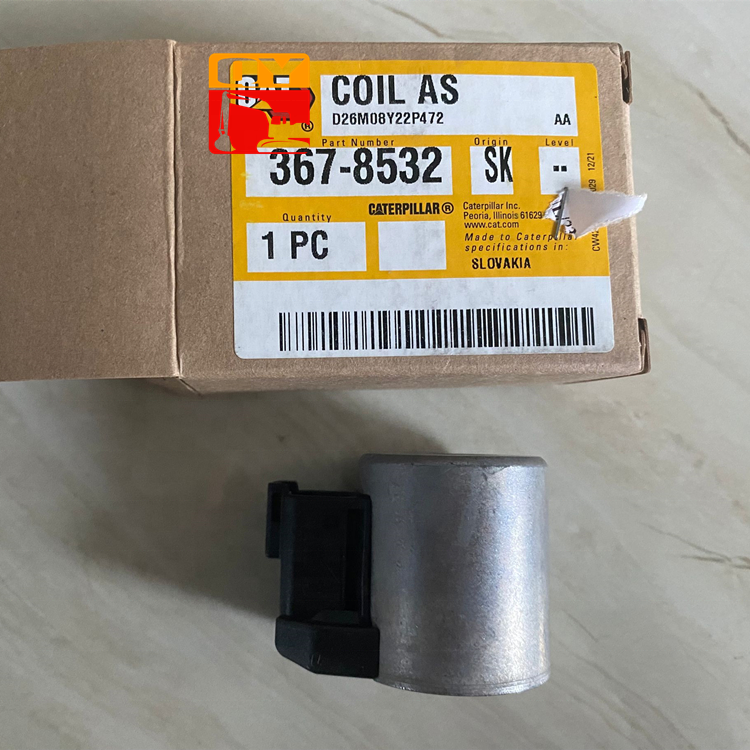 COIL AS
D26M08Y22P472
AA
Part Number
Origin
Level
367-8532
SK
--
Quantity
1 PC
CATERPILLAR®
Caterpillar Inc.
Peoria, Illinois 61629
www.cat.com
Made to Caterpillar
specifications in:
SLOVAKIA
12/21